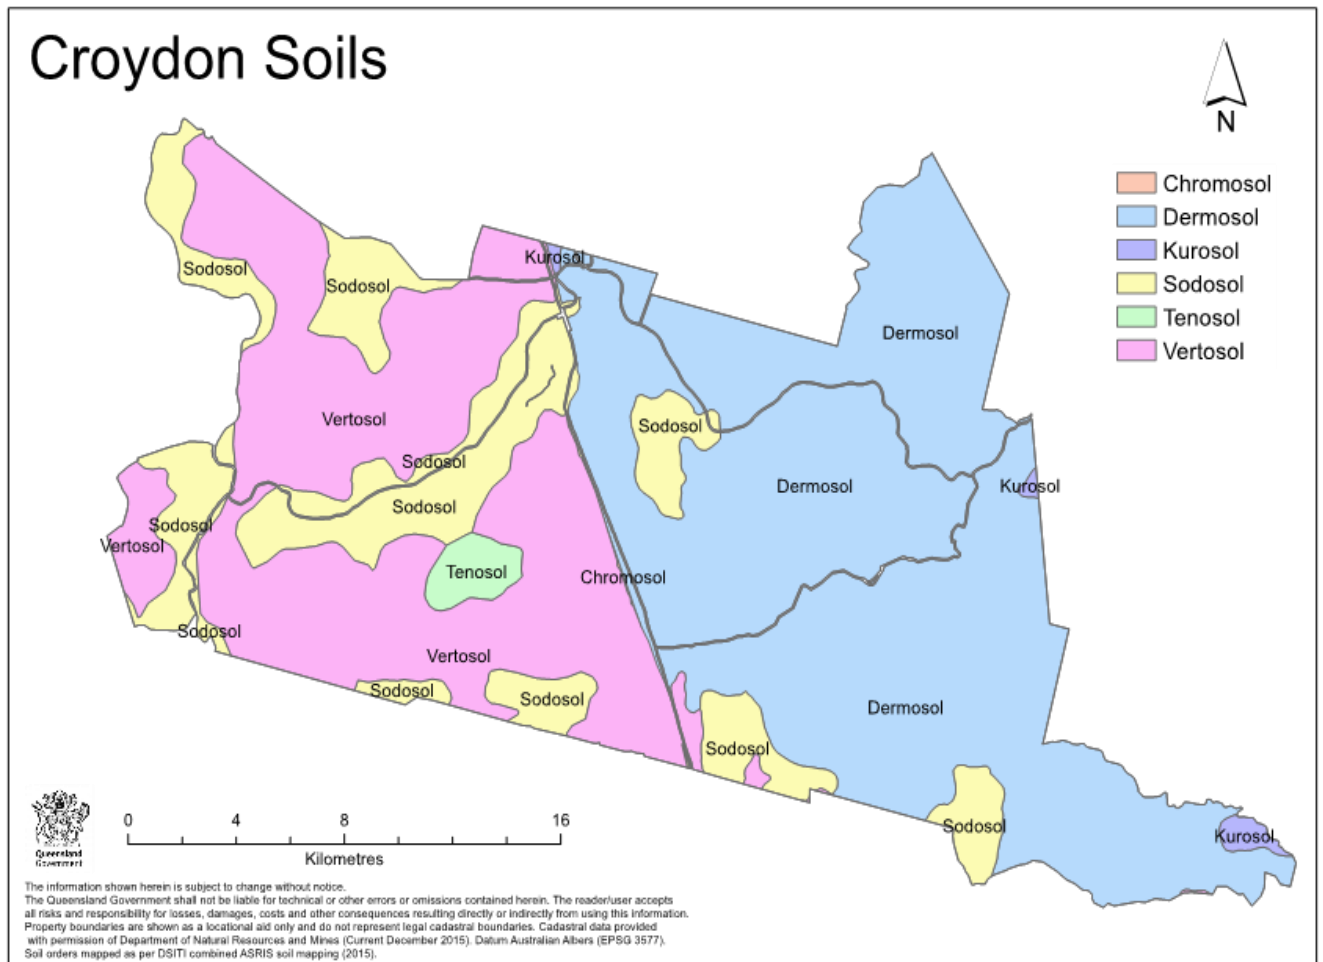 Croydon Soils
N
Chromosol
Dermosol
Kurosol
Sodosol
Tenosol
Vertosol
Kurosol
Sodosol
Sodosol
Dermosol
Vertosol
Sodosol
Sodosol
Dermosol
Kurosol
Sodosol
Sodosol
Vertosol
Tenosol
Chromosol
Sodosol
Vertosol
Sodosol
Sodosol
Dermosol
Sodosol
Sodosol
Kurosol
0 4 8 16
Kilometres
Queensland
Government
The information shown herein is subject to change without notice.
The Queensland Government shall not be liable for technical or other errors or omissions contained herein. The reader/user accepts
all risks and responsibility for losses, damages, costs and other consequences resulting directly or indirectly from using this information.
Property boundaries are shown as a locational aid only and do not represent legal cadastral boundaries. Cadastral data provided
with permission of Department of Natural Resources and Mines (Current December 2015). Datum Australian Albers (EPSG 3577).
Soil orders mapped as per DSITI combined ASRIS soil mapping (2015).